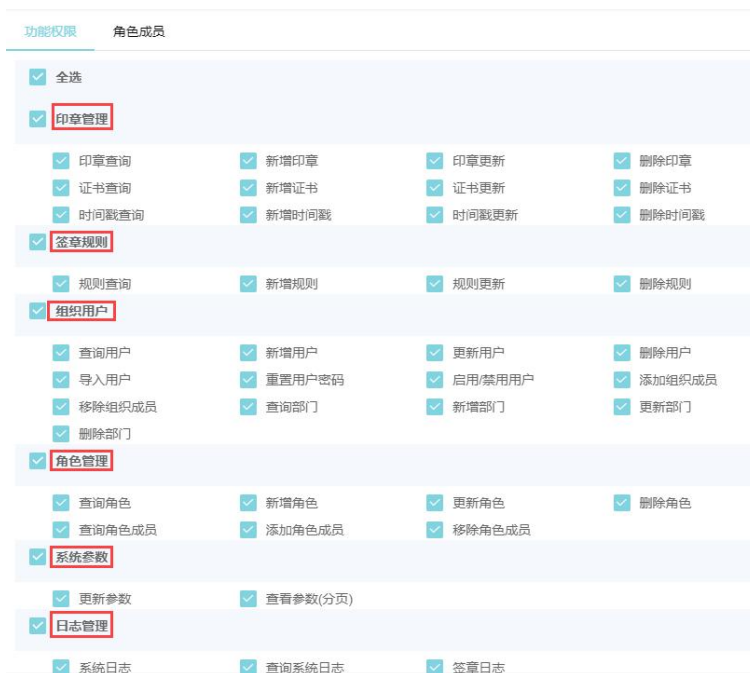 功能权限 角色成员
全选
印章管理
印章查询 新增印章 印章更新 删除印章
证书查询 新增证书 证书更新 删除证书
时间戳查询 新增时间戳 时间戳更新 删除时间戳
签章规则
规则查询 新增规则 规则更新 删除规则
组织用户
查询用户 新增用户 更新用户 删除用户
导入用户 重置用户密码 启用/禁用用户 添加组织成员
移除组织成员 查询部门 新增部门 更新部门
删除部门
角色管理
查询角色 新增角色 更新角色 删除角色
查询角色成员 添加角色成员 移除角色成员
系统参数
更新参数 查看参数(分页)
日志管理
系统日志 查询系统日志 签章日志